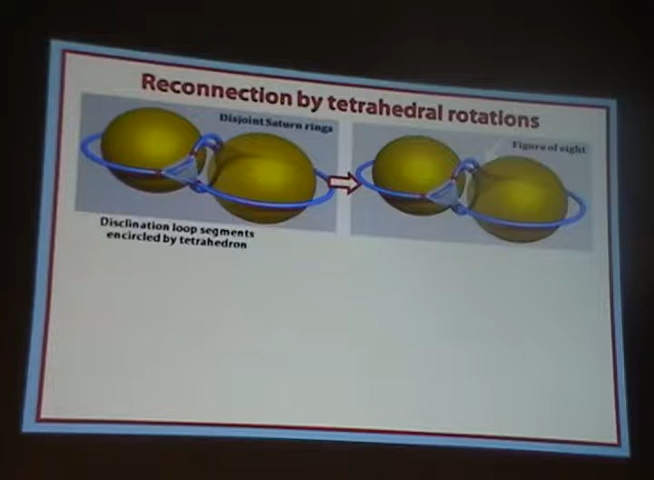 Reconnection by tetrahedral rotations
Disjoint Saturn rings
Figure of eight
Disclination loop segments
encircled by tetrahedron